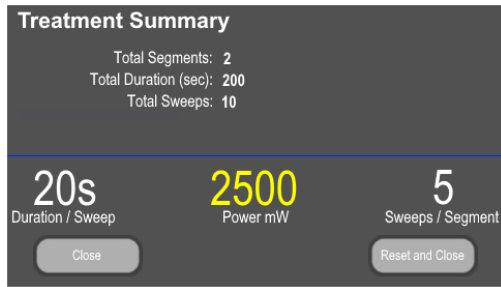 Treatment Summary
Total Segments: 2
Total Duration (sec): 200
Total Sweeps: 10
20s 2500 5
Duration / Sweep Power mW Sweeps / Segment
Close Reset and Close